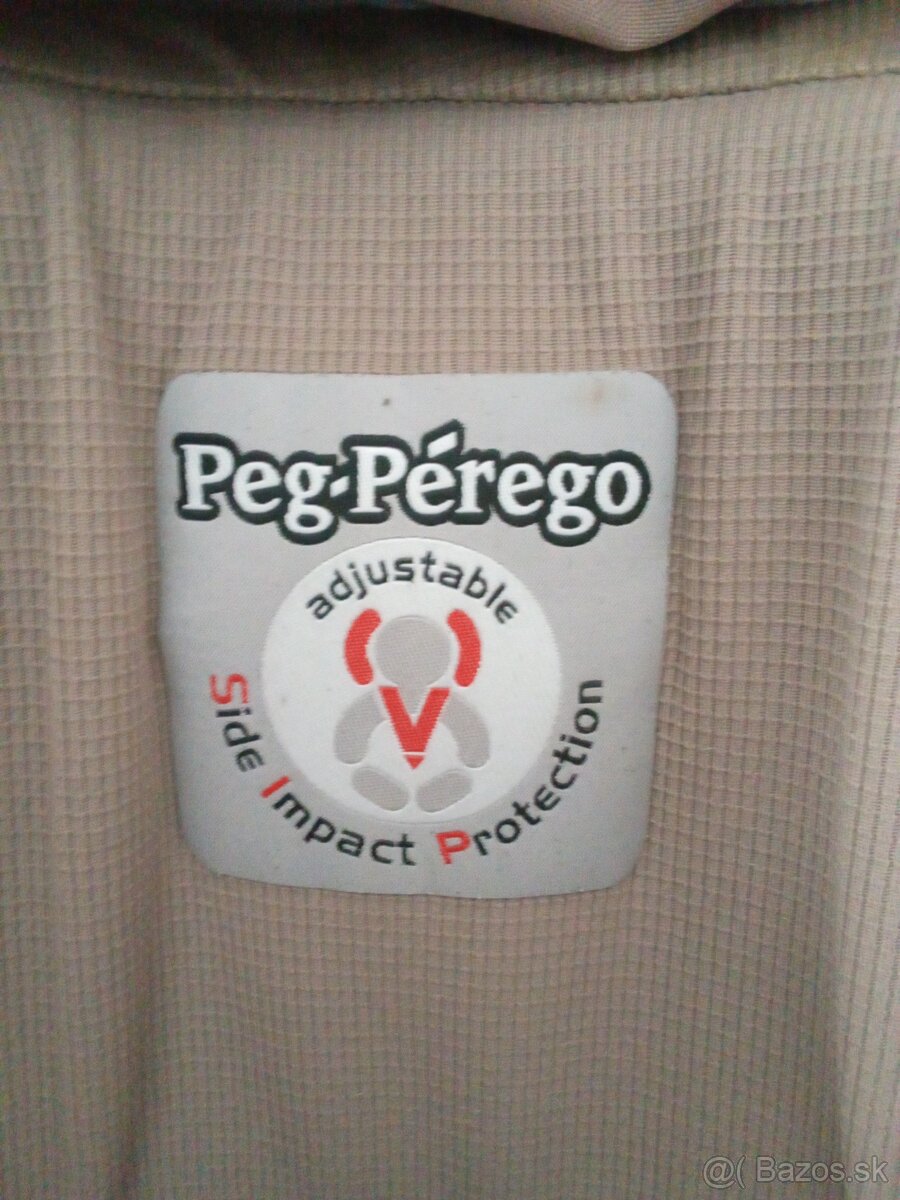 Peg-Pérego
adjustable
Side Impact Protection
@( Bazos.sk